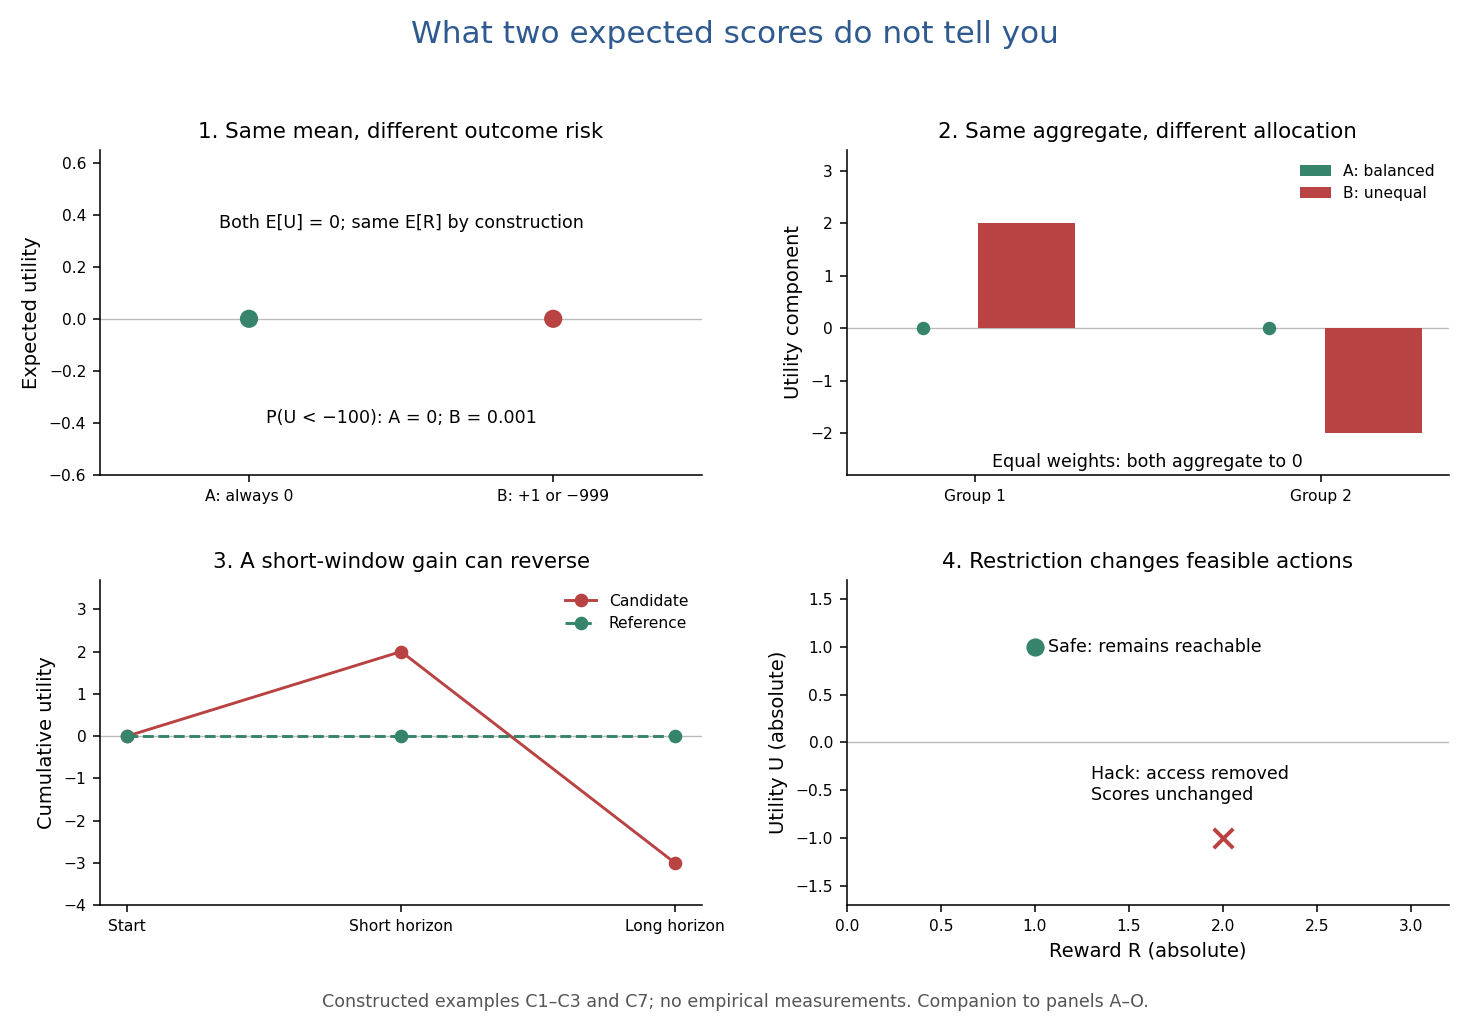 What two expected scores do not tell you
1. Same mean, different outcome risk
Expected utility
0.6
0.4
0.2
0.0
−0.2
−0.4
−0.6
Both E[U] = 0; same E[R] by construction
P(U < −100): A = 0; B = 0.001
A: always 0
B: +1 or −999
2. Same aggregate, different allocation
Utility component
3
2
1
0
−1
−2
A: balanced
B: unequal
Equal weights: both aggregate to 0
Group 1
Group 2
3. A short-window gain can reverse
Cumulative utility
3
2
1
0
−1
−2
−3
−4
Candidate
Reference
Start
Short horizon
Long horizon
4. Restriction changes feasible actions
Utility U (absolute)
1.5
1.0
0.5
0.0
−0.5
−1.0
−1.5
Safe: remains reachable
Hack: access removed
Scores unchanged
0.0
0.5
1.0
1.5
2.0
2.5
3.0
Reward R (absolute)
Constructed examples C1–C3 and C7; no empirical measurements. Companion to panels A–O.